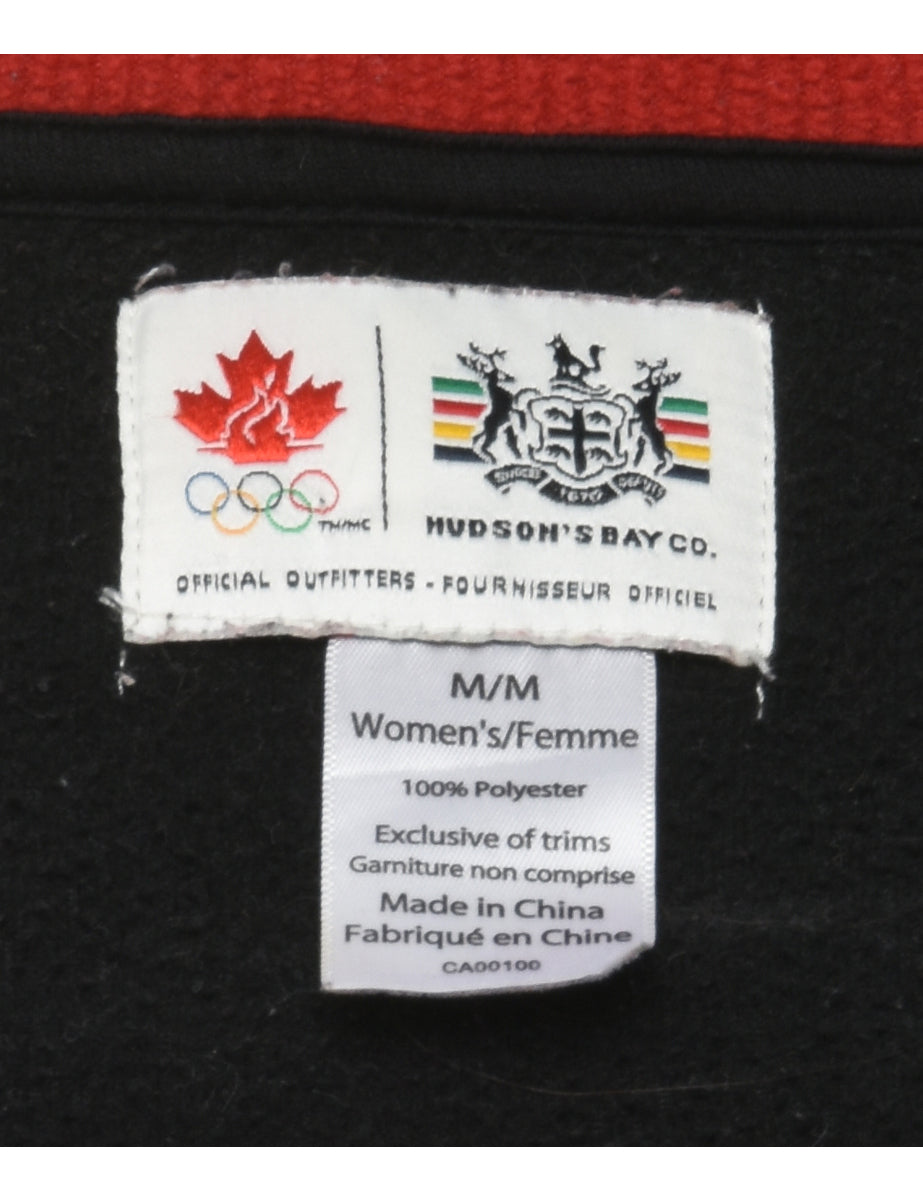 TM/MC
1670
HUDSON'S BAY CO.
OFFICIAL OUTFITTERS - FOURNISSEUR OFFICIEL
M/M
Women's/Femme
100% Polyester
Exclusive of trims
Garniture non comprise
Made in China
Fabriqué en Chine
CA00100